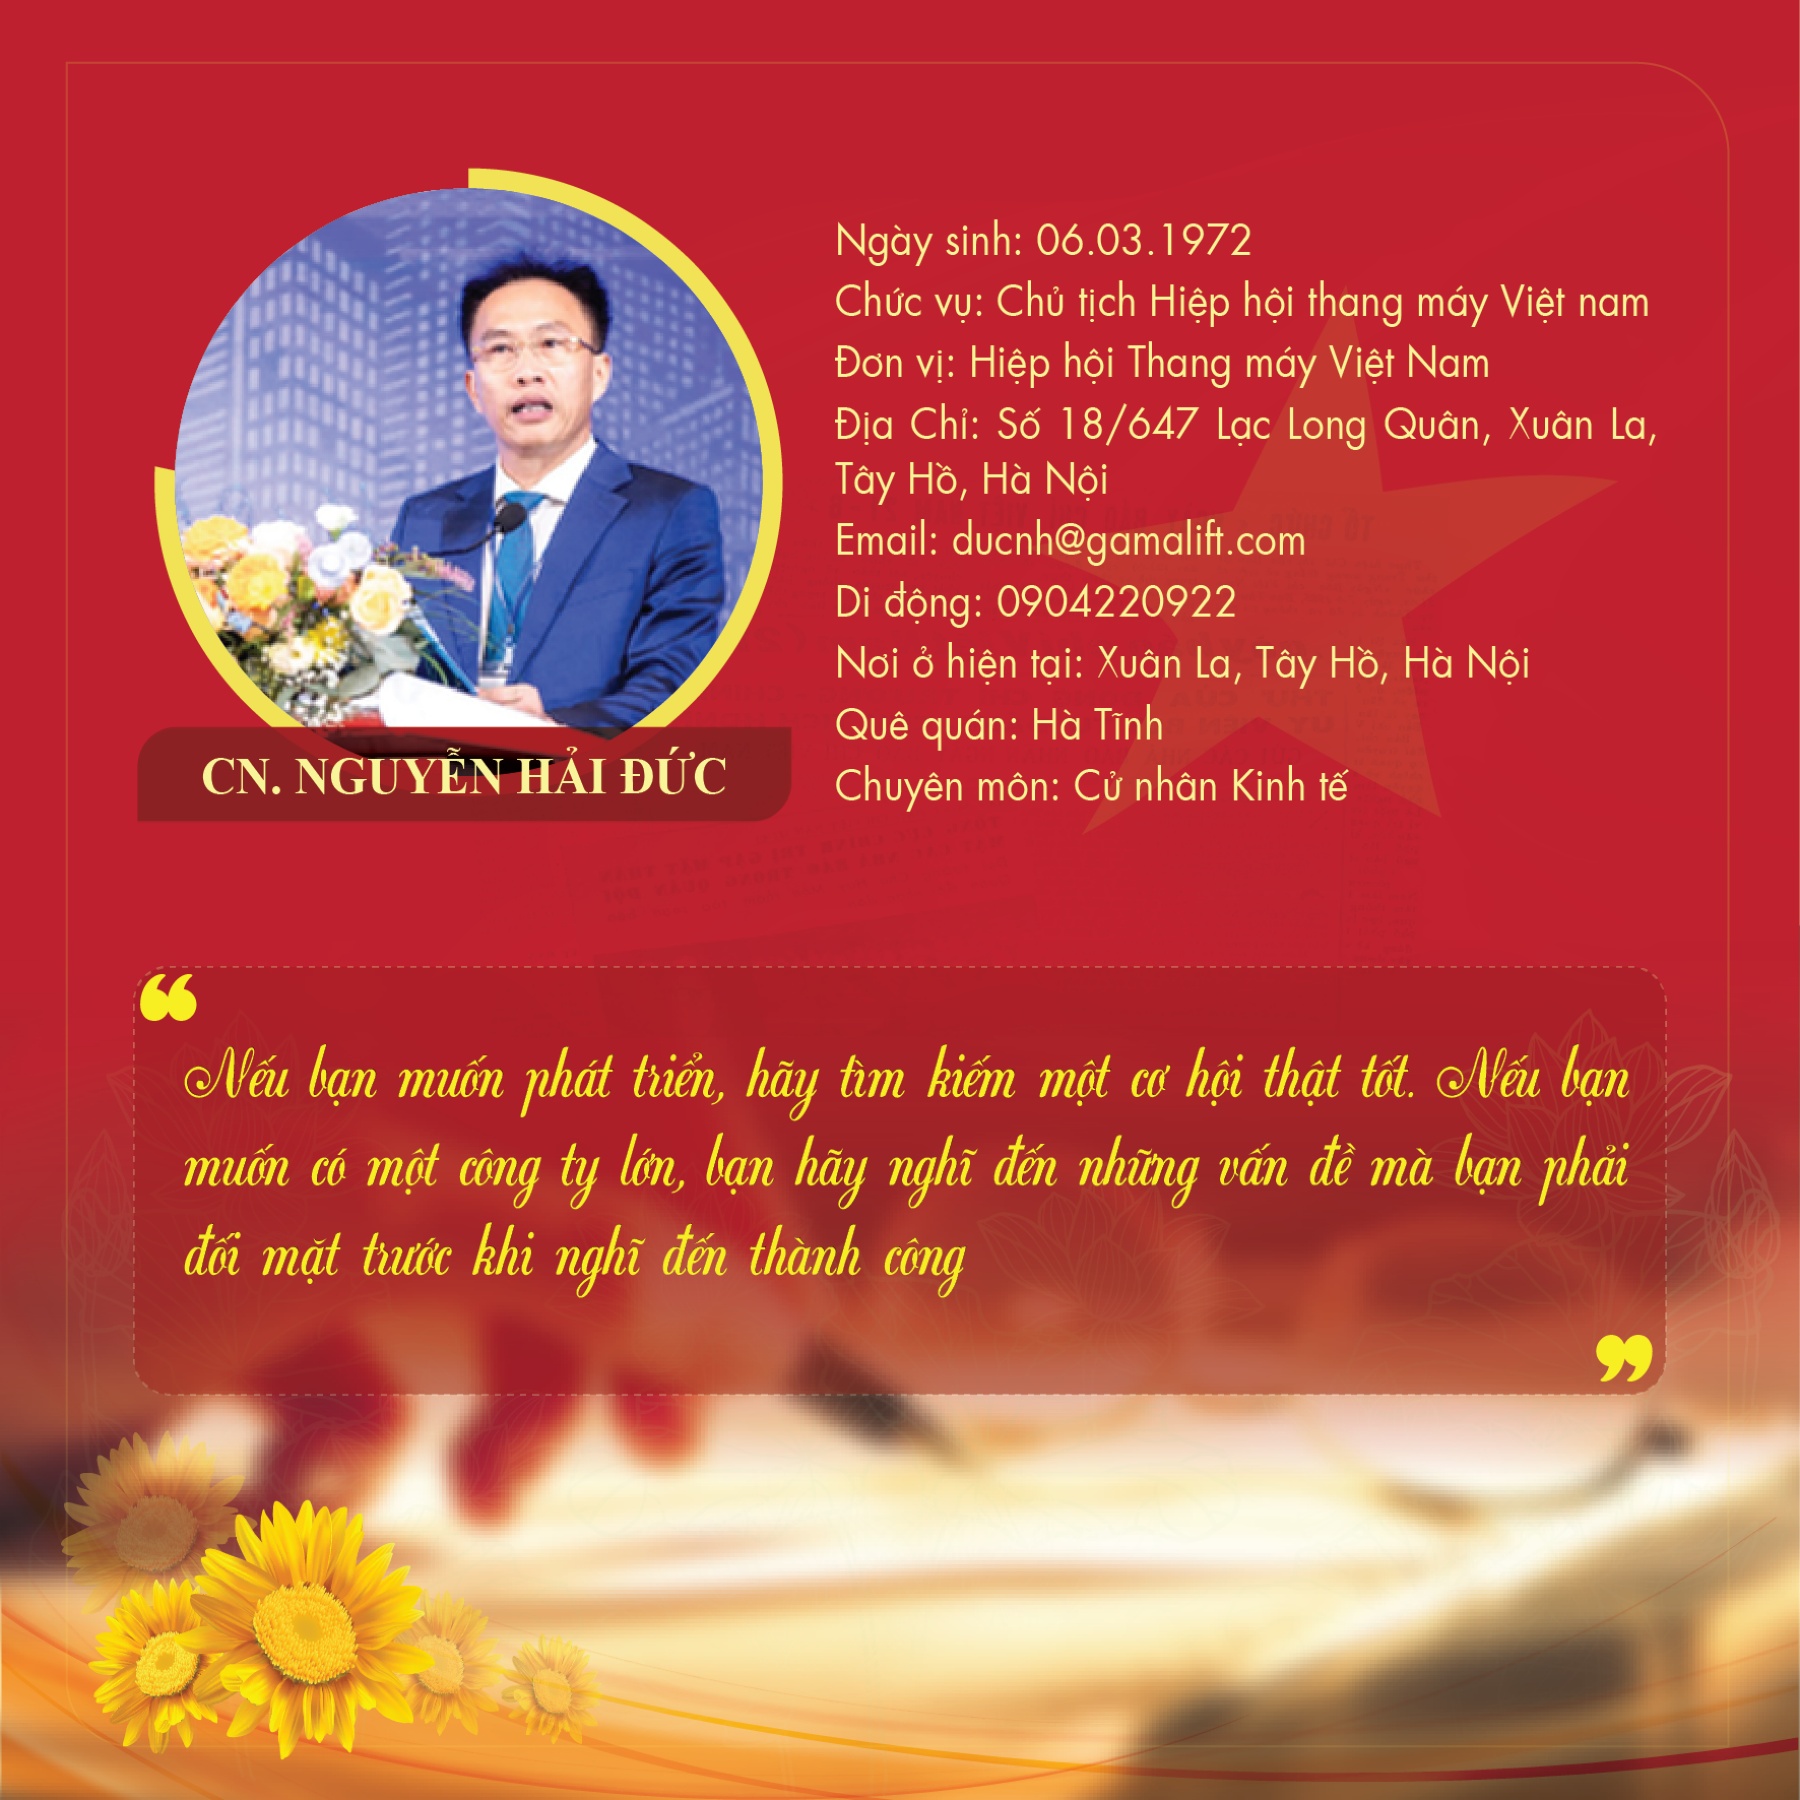 CN. NGUYỄN HẢI ĐỨC
Ngày sinh: 06.03.1972
Chức vụ: Chủ tịch Hiệp hội thang máy Việt nam
Đơn vị: Hiệp hội Thang máy Việt Nam
Địa Chỉ: Số 18/647 Lạc Long Quân, Xuân La,
Tây Hồ, Hà Nội
Email: ducnh@gamalift.com
Di động: 0904220922
Nơi ở hiện tại: Xuân La, Tây Hồ, Hà Nội
Quê quán: Hà Tĩnh
Chuyên môn: Cử nhân Kinh tế
“
Nếu bạn muốn phát triển, hãy tìm kiếm một cơ hội thật tốt. Nếu bạn
muốn có một công ty lớn, bạn hãy nghĩ đến những vấn đề mà bạn phải
đối mặt trước khi nghĩ đến thành công
”